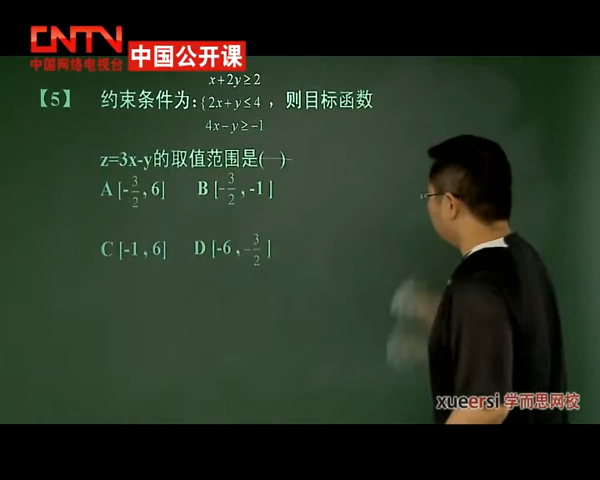 CNTV
中国网络电视台 中国公开课
x+2y≥2
【5】 约束条件为:{2x+y≤4 ，则目标函数
4x-y≥-1
z=3x-y的取值范围是( )
A [-3/2 , 6] B [-3/2 , -1 ]
C [-1 , 6] D [-6 , -3/2 ]
xueersi 学而思网校